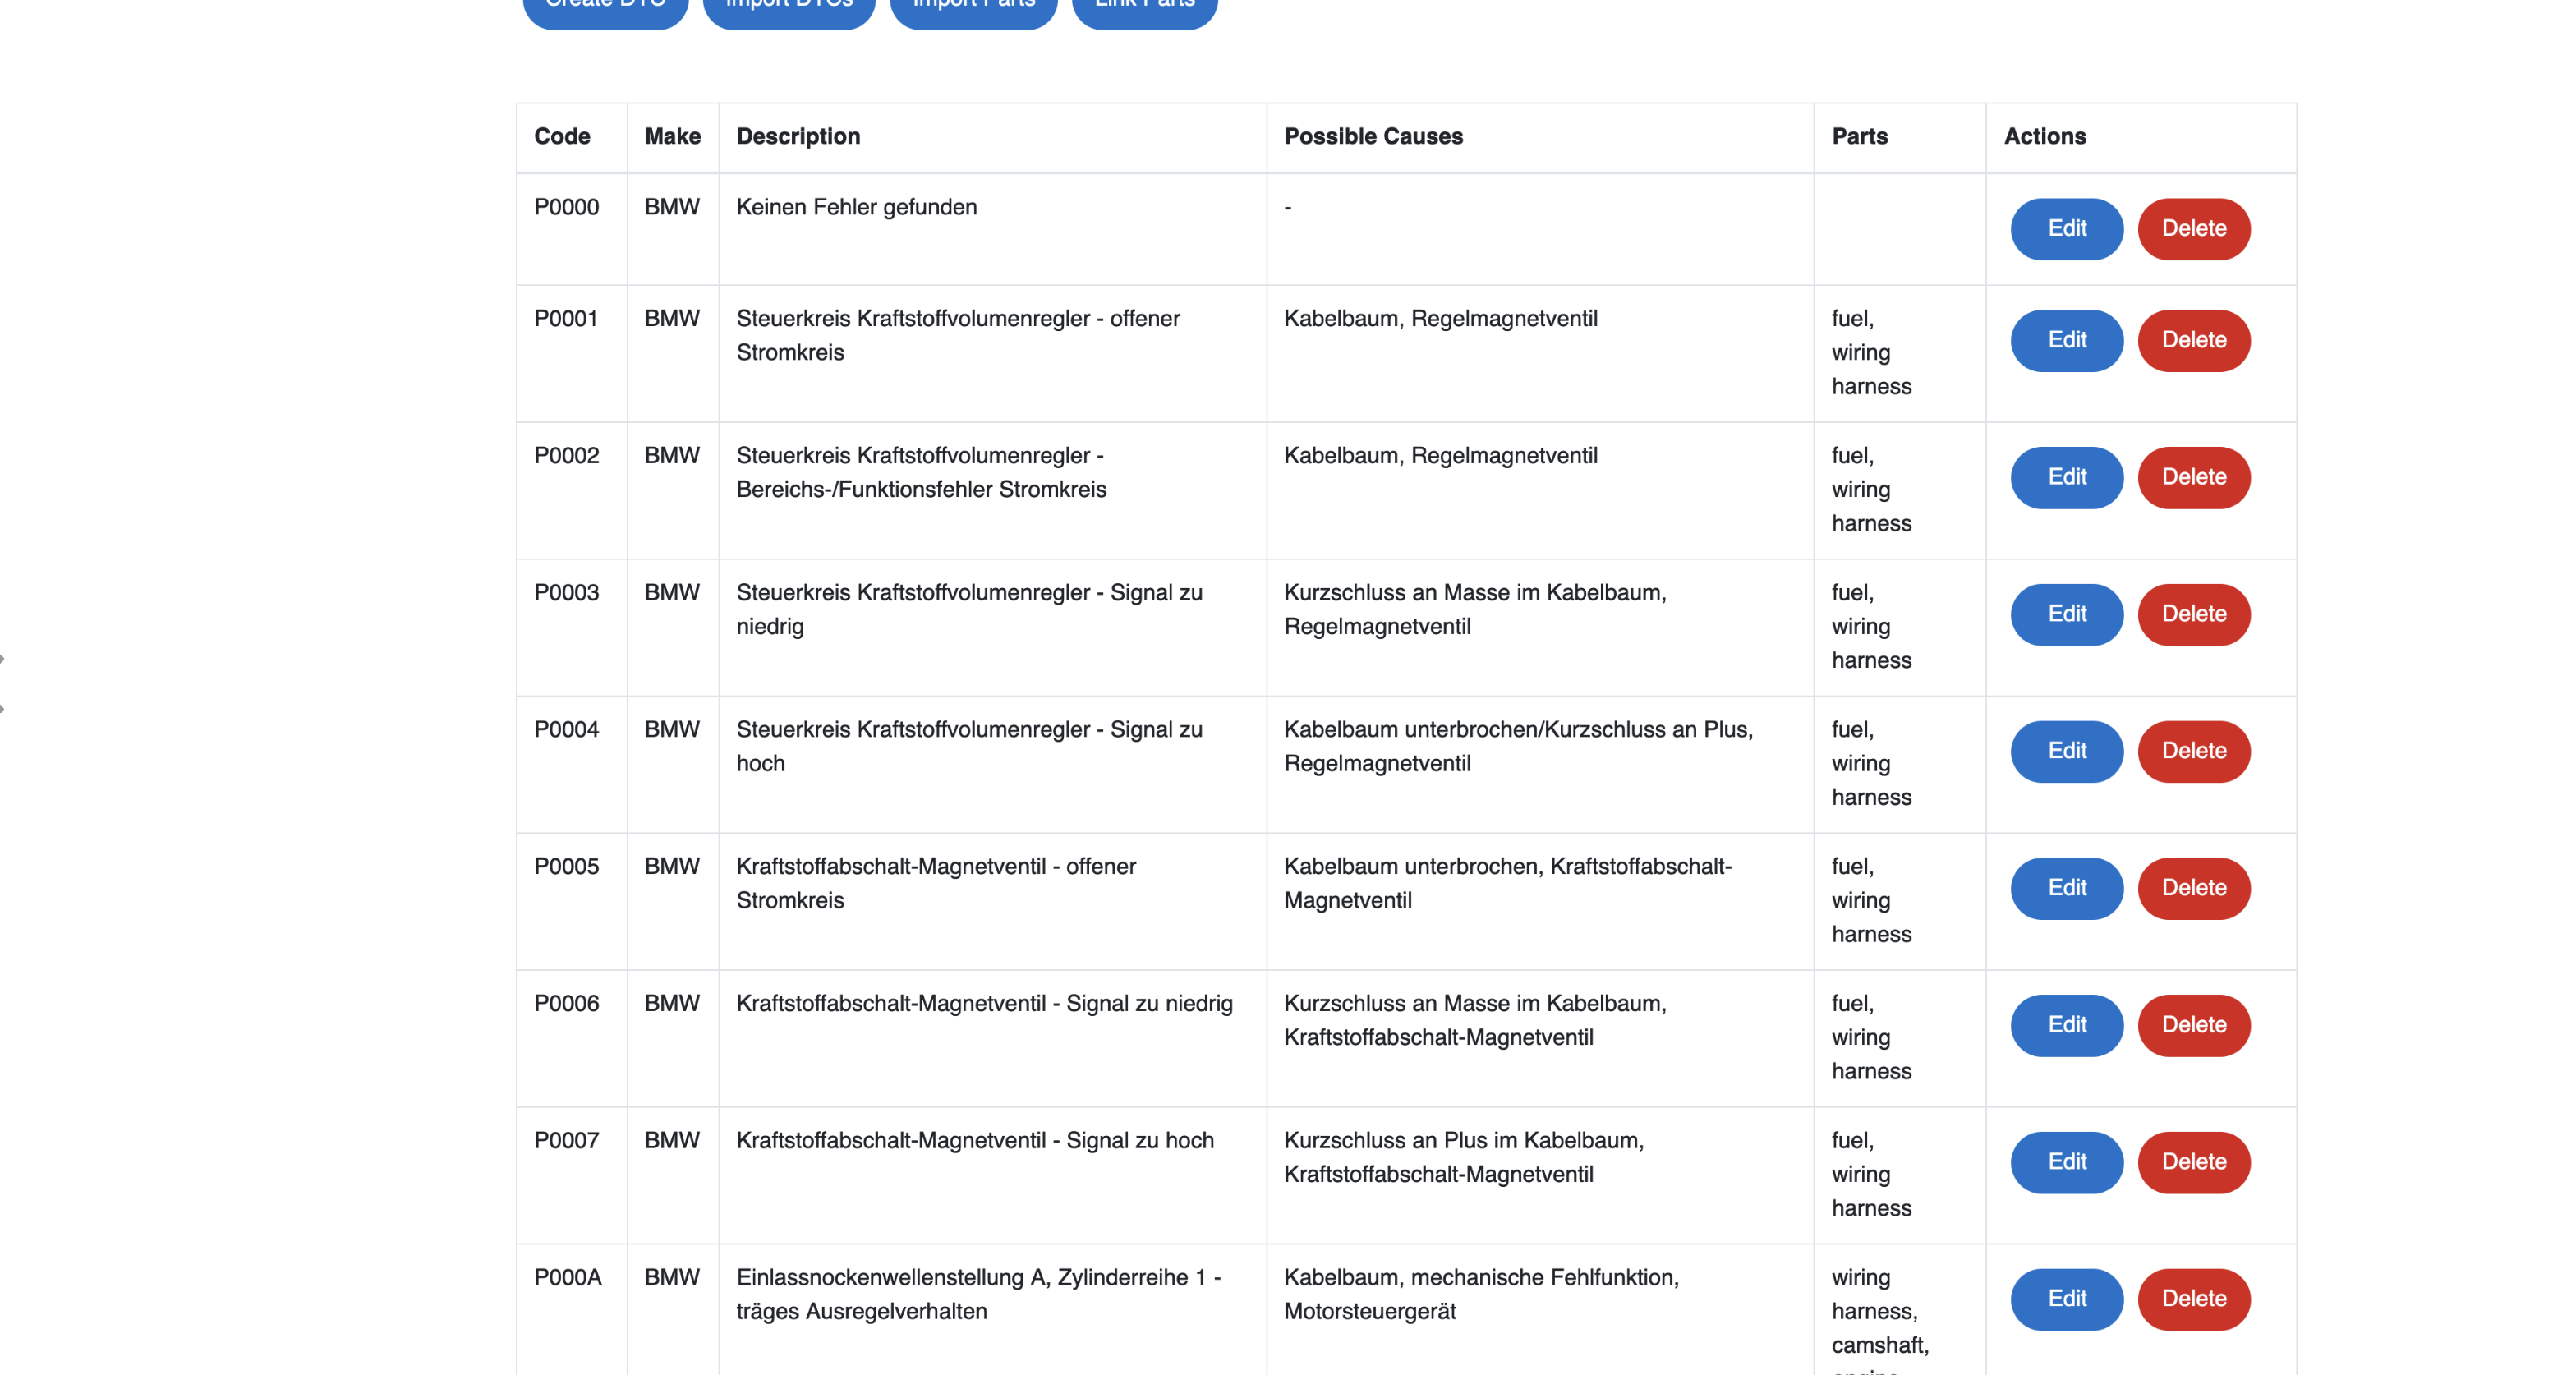 Create DTC Import DTCs Import Parts Link Parts
Code Make Description Possible Causes Parts Actions
P0000 BMW Keinen Fehler gefunden - Edit Delete
P0001 BMW Steuerkreis Kraftstoffvolumenregler - offener Kabelbaum, Regelmagnetventil fuel, Edit Delete
Stromkreis wiring
harness
P0002 BMW Steuerkreis Kraftstoffvolumenregler - Kabelbaum, Regelmagnetventil fuel, Edit Delete
Bereichs-/Funktionsfehler Stromkreis wiring
harness
P0003 BMW Steuerkreis Kraftstoffvolumenregler - Signal zu Kurzschluss an Masse im Kabelbaum, fuel, Edit Delete
niedrig Regelmagnetventil wiring
harness
P0004 BMW Steuerkreis Kraftstoffvolumenregler - Signal zu Kabelbaum unterbrochen/Kurzschluss an Plus, fuel, Edit Delete
hoch Regelmagnetventil wiring
harness
P0005 BMW Kraftstoffabschalt-Magnetventil - offener Kabelbaum unterbrochen, Kraftstoffabschalt- fuel, Edit Delete
Stromkreis Magnetventil wiring
harness
P0006 BMW Kraftstoffabschalt-Magnetventil - Signal zu niedrig Kurzschluss an Masse im Kabelbaum, fuel, Edit Delete
Kraftstoffabschalt-Magnetventil wiring
harness
P0007 BMW Kraftstoffabschalt-Magnetventil - Signal zu hoch Kurzschluss an Plus im Kabelbaum, fuel, Edit Delete
Kraftstoffabschalt-Magnetventil wiring
harness
P000A BMW Einlassnockenwellenstellung A, Zylinderreihe 1 - Kabelbaum, mechanische Fehlfunktion, wiring Edit Delete
träges Ausregelverhalten Motorsteuergerät harness,
camshaft,